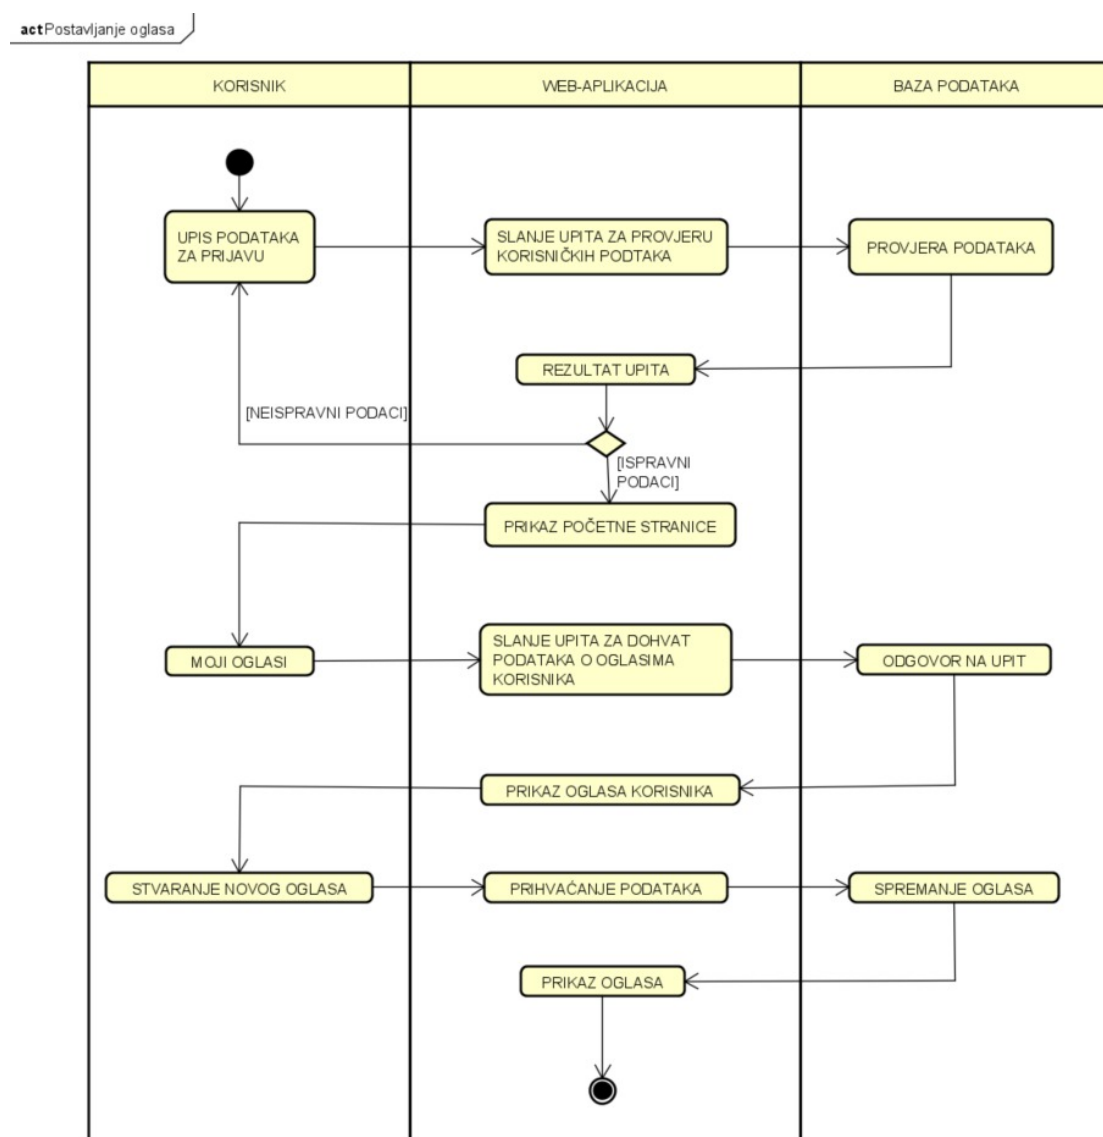 act Postavljanje oglasa
KORISNIK
WEB-APLIKACIJA
BAZA PODATAKA
UPIS PODATAKA
ZA PRIJAVU
SLANJE UPITA ZA PROVJERU
KORISNIČKIH PODTAKA
PROVJERA PODATAKA
REZULTAT UPITA
[NEISPRAVNI PODACI]
[ISPRAVNI
PODACI]
PRIKAZ POČETNE STRANICE
MOJI OGLASI
SLANJE UPITA ZA DOHVAT
PODATAKA O OGLASIMA
KORISNIKA
ODGOVOR NA UPIT
PRIKAZ OGLASA KORISNIKA
STVARANJE NOVOG OGLASA
PRIHVAĆANJE PODATAKA
SPREMANJE OGLASA
PRIKAZ OGLASA